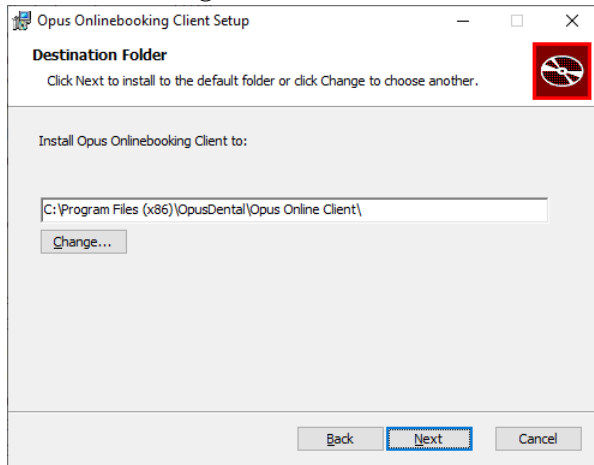 Opus Onlinebooking Client Setup
Destination Folder
Click Next to install to the default folder or click Change to choose another.
Install Opus Onlinebooking Client to:
C:\Program Files (x86)\OpusDental\Opus Online Client\
Change...
Back Next Cancel